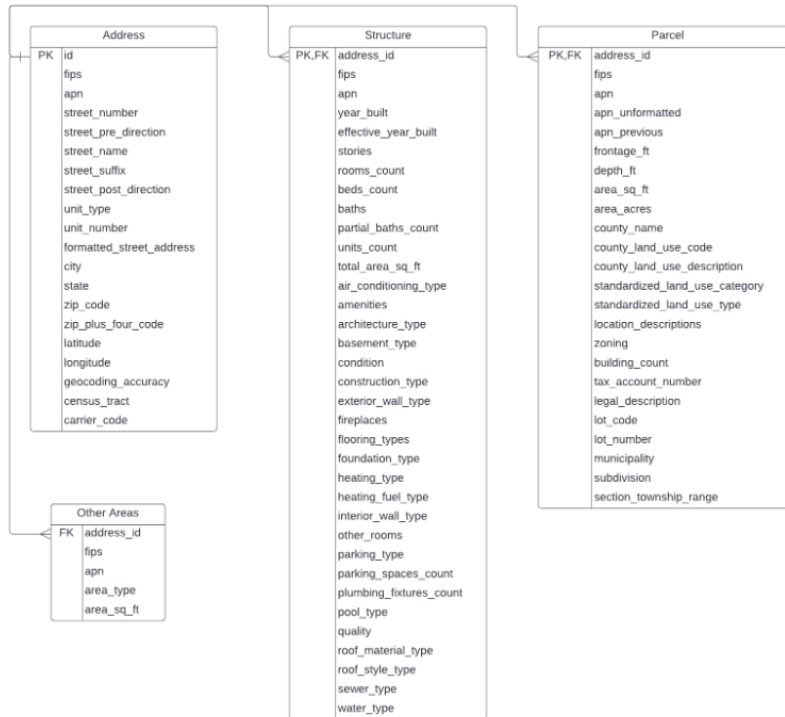 Address
PK id
fips
apn
street_number
street_pre_direction
street_name
street_suffix
street_post_direction
unit_type
unit_number
formatted_street_address
city
state
zip_code
zip_plus_four_code
latitude
longitude
geocoding_accuracy
census_tract
carrier_code
Other Areas
FK address_id
fips
apn
area_type
area_sq_ft
Structure
PK,FK address_id
fips
apn
year_built
effective_year_built
stories
rooms_count
beds_count
baths
partial_baths_count
units_count
total_area_sq_ft
air_conditioning_type
amenities
architecture_type
basement_type
condition
construction_type
exterior_wall_type
fireplaces
flooring_types
foundation_type
heating_type
heating_fuel_type
interior_wall_type
other_rooms
parking_type
parking_spaces_count
plumbing_fixtures_count
pool_type
quality
roof_material_type
roof_style_type
sewer_type
water_type
Parcel
PK,FK address_id
fips
apn
apn_unformatted
apn_previous
frontage_ft
depth_ft
area_sq_ft
area_acres
county_name
county_land_use_code
county_land_use_description
standardized_land_use_category
standardized_land_use_type
location_descriptions
zoning
building_count
tax_account_number
legal_description
lot_code
lot_number
municipality
subdivision
section_township_range